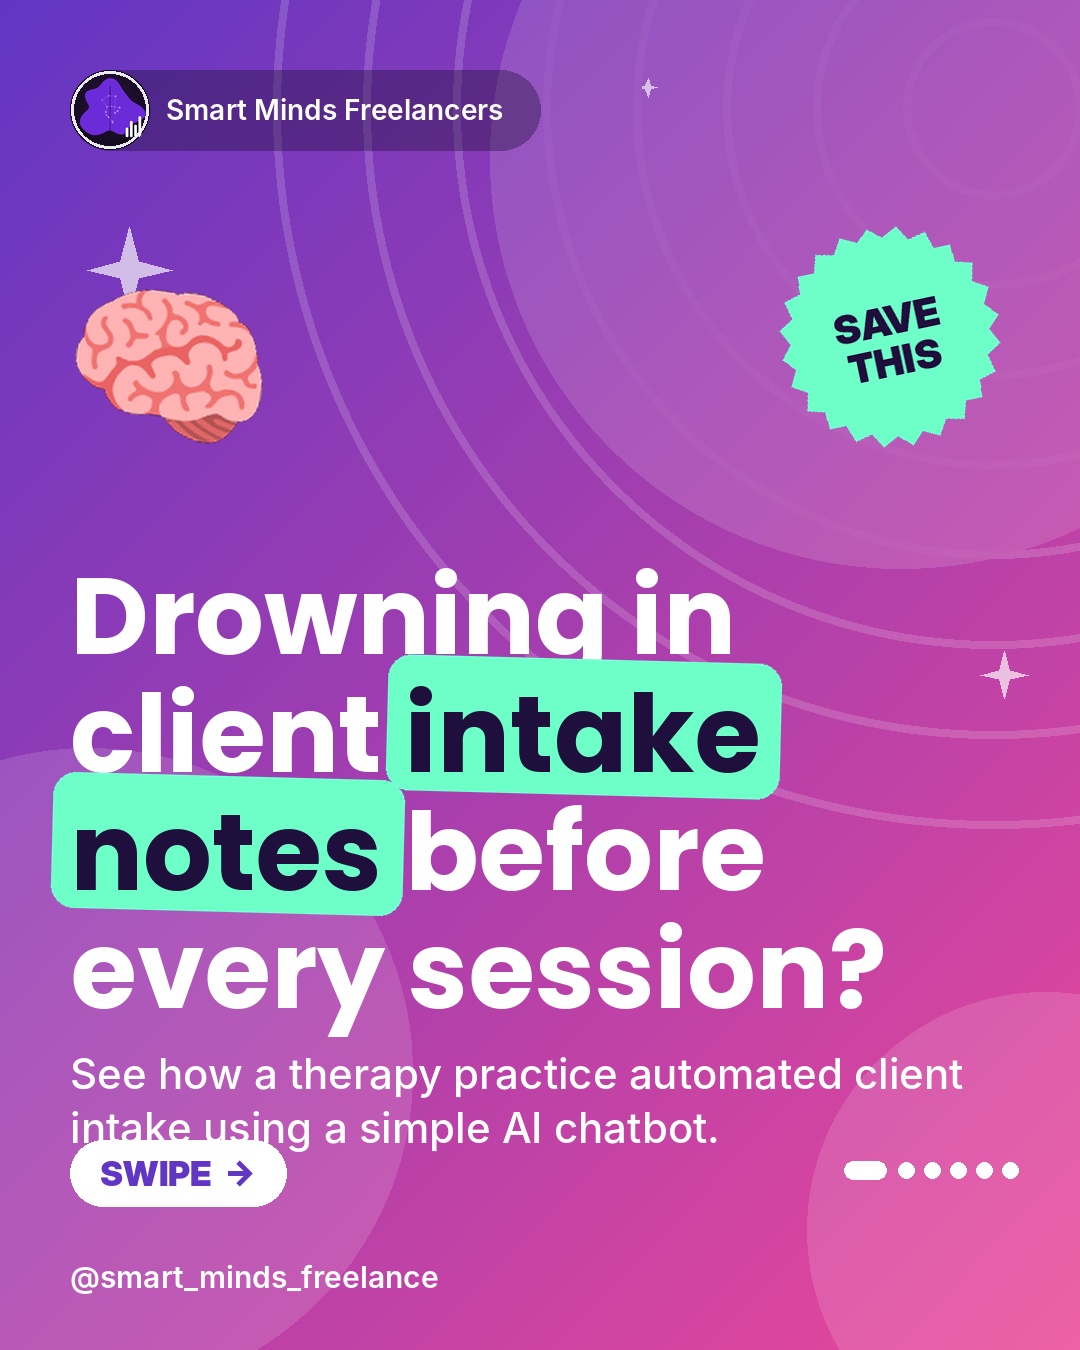 Smart Minds Freelancers
SAVE
THIS
Drowning in
client intake
notes before
every session?
See how a therapy practice automated client
intake using a simple AI chatbot.
SWIPE →
@smart_minds_freelance